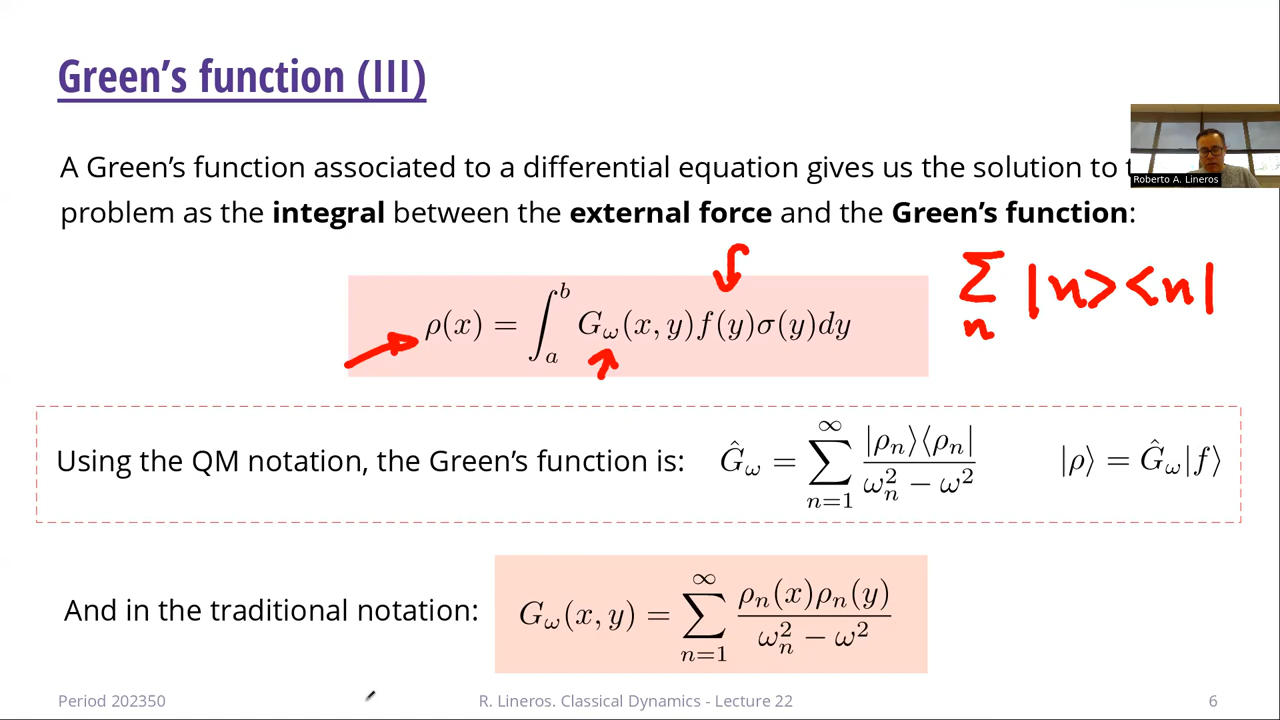 Green’s function (III)
A Green’s function associated to a differential equation gives us the solution to
problem as the integral between the external force and the Green’s function:
Roberto A. Lineros
ρ(x) = ∫_a^b G_ω(x, y)f(y)σ(y)dy
∑_n |n⟩⟨n|
Using the QM notation, the Green’s function is: Ĝ_ω = ∑_{n=1}^∞ |ρ_n⟩⟨ρ_n| / (ω_n^2 − ω^2) |ρ⟩ = Ĝ_ω|f⟩
And in the traditional notation: G_ω(x, y) = ∑_{n=1}^∞ ρ_n(x)ρ_n(y) / (ω_n^2 − ω^2)
Period 202350 R. Lineros. Classical Dynamics - Lecture 22 6